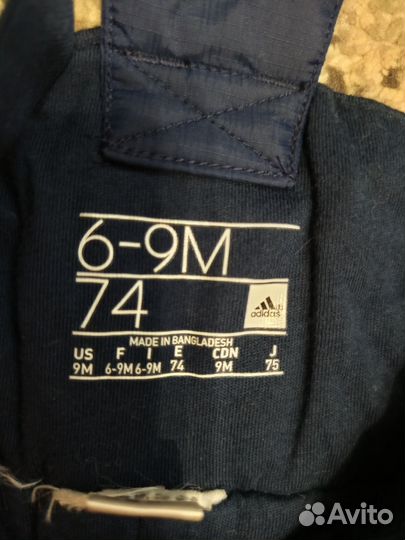 6-9M
74
adidas
MADE IN BANGLADESH
US F I E CDN J
9M 6-9M 6-9M 74 9M 75
Avito